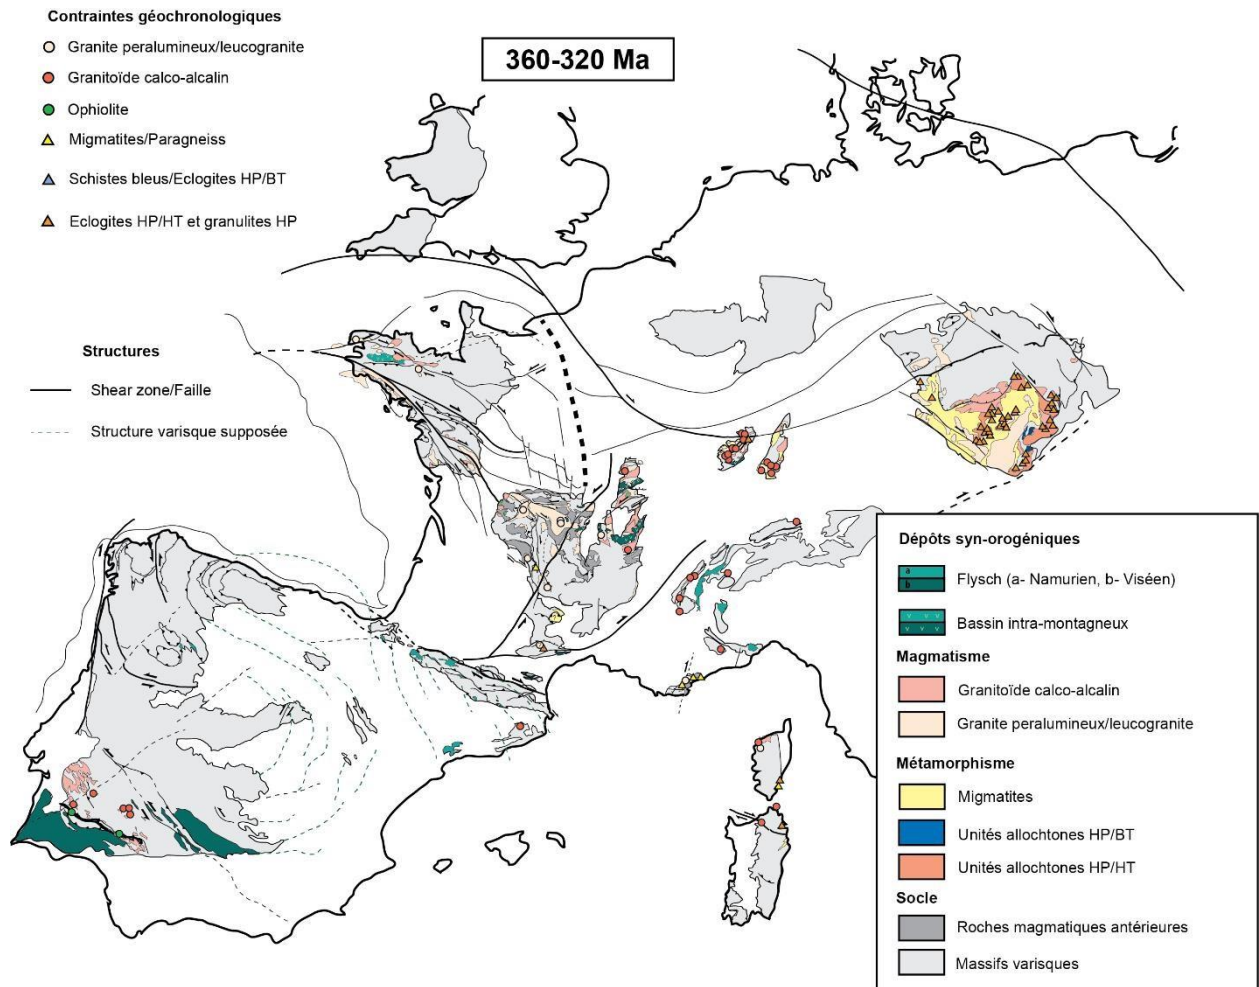 Contraintes géochronologiques
Granite peralumineux/leucogranite
Granitoïde calco-alcalin
Ophiolite
Migmatites/Paragneiss
Schistes bleus/Eclogites HP/BT
Eclogites HP/HT et granulites HP
360-320 Ma
Structures
Shear zone/Faille
Structure varisque supposée
Dépôts syn-orogéniques
a
b
Flysch (a- Namurien, b- Viséen)
Bassin intra-montagneux
Magmatisme
Granitoïde calco-alcalin
Granite peralumineux/leucogranite
Métamorphisme
Migmatites
Unités allochtones HP/BT
Unités allochtones HP/HT
Socle
Roches magmatiques antérieures
Massifs varisques